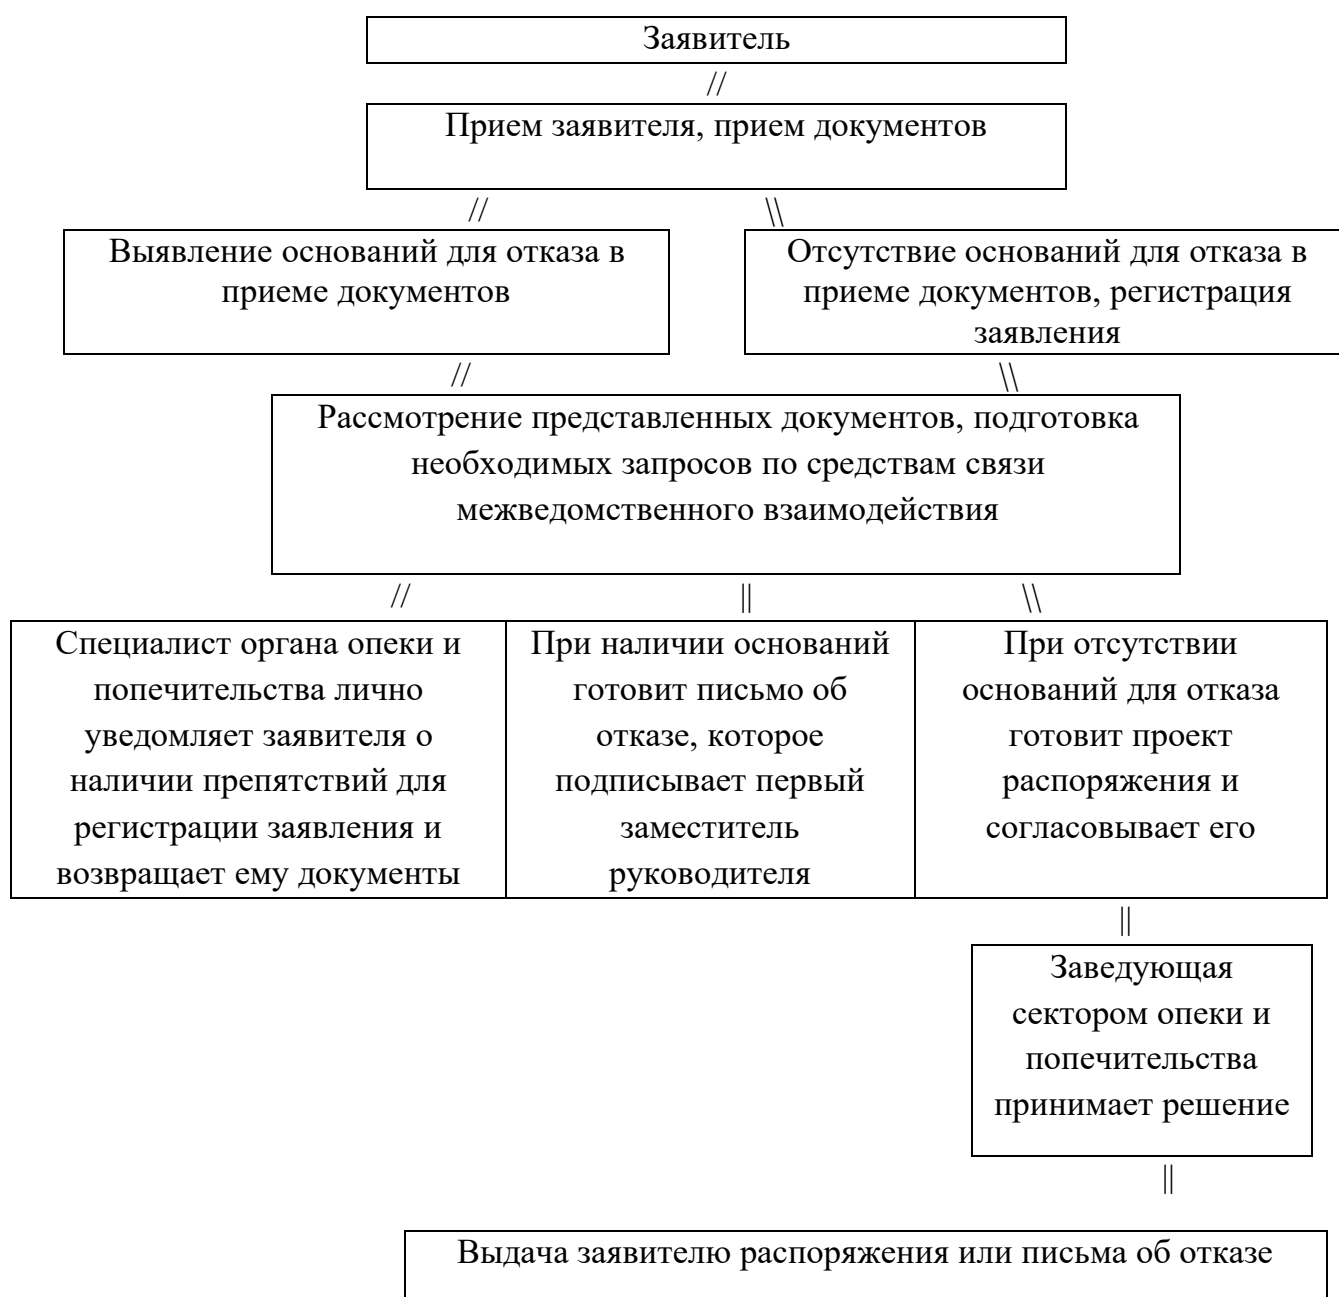 Заявитель
//
Прием заявителя, прием документов
// \\
Выявление оснований для отказа в
приеме документов
Отсутствие оснований для отказа в
приеме документов, регистрация
заявления
// \\
Рассмотрение представленных документов, подготовка
необходимых запросов по средствам связи
межведомственного взаимодействия
// || \\
Специалист органа опеки и
попечительства лично
уведомляет заявителя о
наличии препятствий для
регистрации заявления и
возвращает ему документы
При наличии оснований
готовит письмо об
отказе, которое
подписывает первый
заместитель
руководителя
При отсутствии
оснований для отказа
готовит проект
распоряжения и
согласовывает его
||
Заведующая
сектором опеки и
попечительства
принимает решение
||
Выдача заявителю распоряжения или письма об отказе